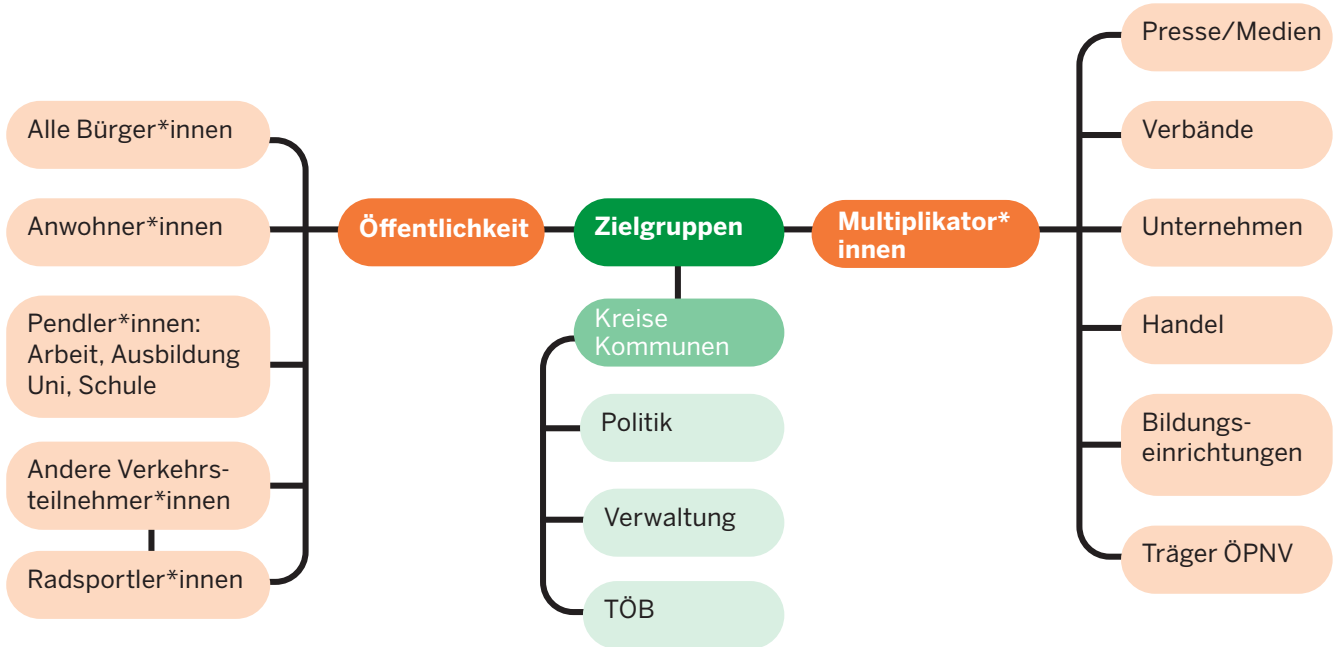 Alle Bürger*innen
Anwohner*innen
Pendler*innen:
Arbeit, Ausbildung
Uni, Schule
Andere Verkehrs-
teilnehmer*innen
Radsportler*innen
Öffentlichkeit
Zielgruppen
Kreise
Kommunen
Politik
Verwaltung
TÖB
Multiplikator*
innen
Presse/Medien
Verbände
Unternehmen
Handel
Bildungs-
einrichtungen
Träger ÖPNV